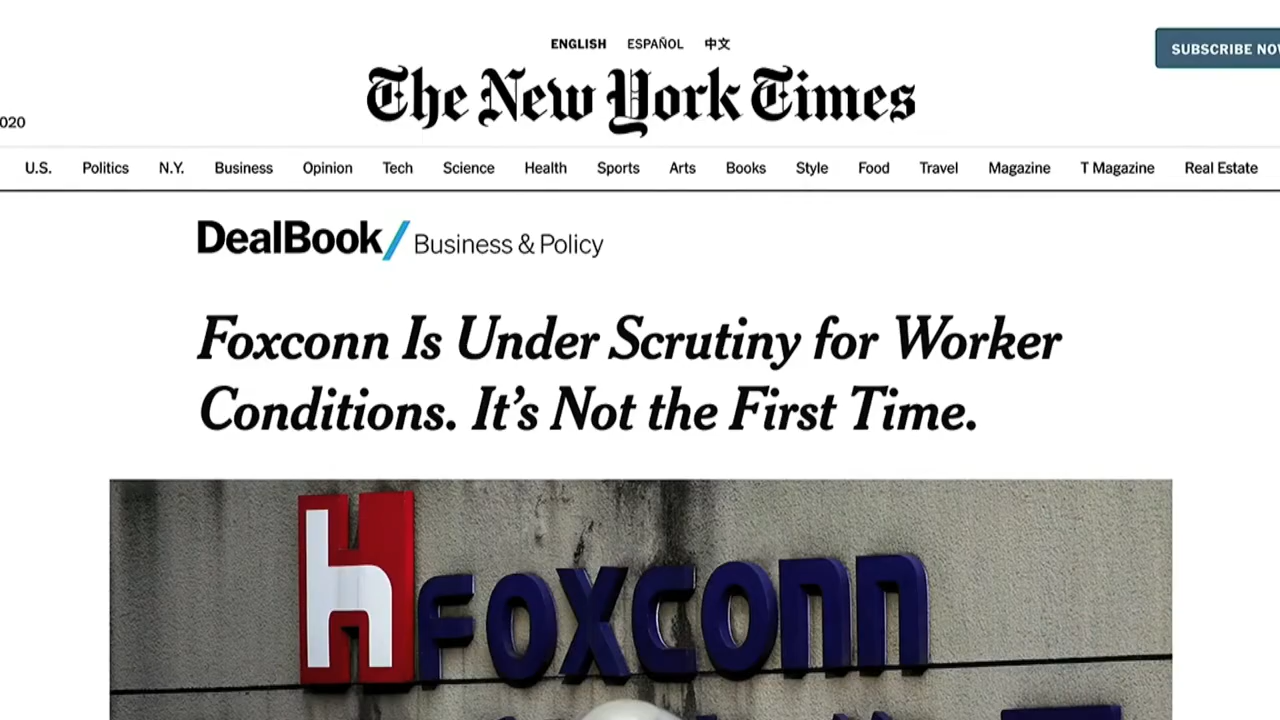 ENGLISH ESPAÑOL 中文
SUBSCRIBE NOW
The New York Times
020
U.S. Politics N.Y. Business Opinion Tech Science Health Sports Arts Books Style Food Travel Magazine T Magazine Real Estate
DealBook/ Business & Policy
Foxconn Is Under Scrutiny for Worker
Conditions. It’s Not the First Time.
h FOXCONN